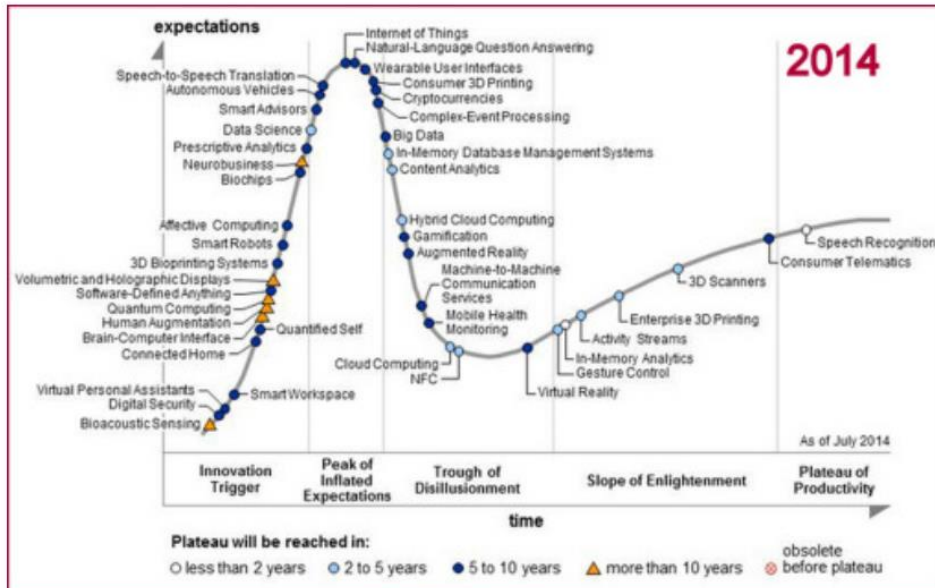 expectations
2014
Internet of Things
Natural-Language Question Answering
Wearable User Interfaces
Consumer 3D Printing
Cryptocurrencies
Complex-Event Processing
Speech-to-Speech Translation
Autonomous Vehicles
Smart Advisors
Data Science
Prescriptive Analytics
Neurobusiness
Biochips
Big Data
In-Memory Database Management Systems
Content Analytics
Affective Computing
Smart Robots
3D Bioprinting Systems
Volumetric and Holographic Displays
Software-Defined Anything
Quantum Computing
Human Augmentation
Brain-Computer Interface
Connected Home
Quantified Self
Hybrid Cloud Computing
Gamification
Augmented Reality
Machine-to-Machine
Communication
Services
Mobile Health
Monitoring
Cloud Computing
NFC
Virtual Personal Assistants
Digital Security
Bioacoustic Sensing
Smart Workspace
Speech Recognition
Consumer Telematics
3D Scanners
Enterprise 3D Printing
Activity Streams
In-Memory Analytics
Gesture Control
Virtual Reality
As of July 2014
Innovation
Trigger
Peak of
Inflated
Expectations
Trough of
Disillusionment
Slope of Enlightenment
Plateau of
Productivity
time
Plateau will be reached in:
less than 2 years
2 to 5 years
5 to 10 years
more than 10 years
obsolete
before plateau